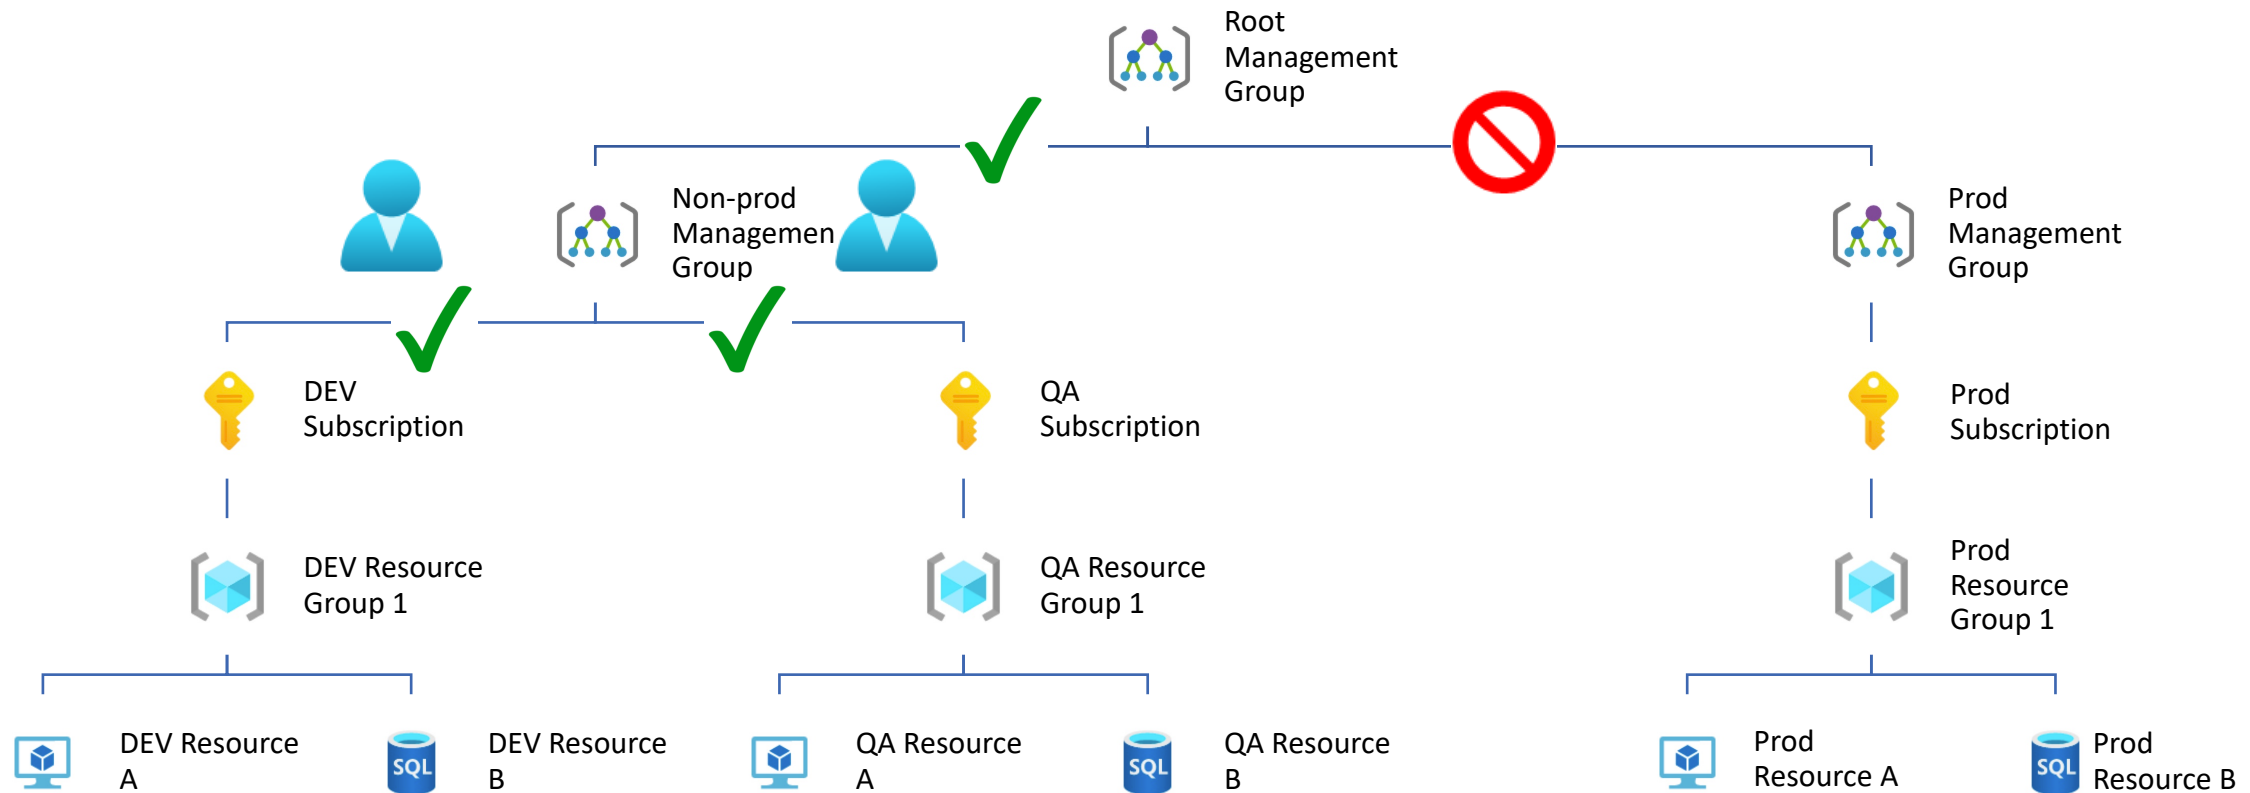 Root
Management
Group
Non-prod
Managemen
Group
Prod
Management
Group
DEV
Subscription
QA
Subscription
Prod
Subscription
DEV Resource
Group 1
QA Resource
Group 1
Prod
Resource
Group 1
DEV Resource
A
SQL
DEV Resource
B
QA Resource
A
SQL
QA Resource
B
Prod
Resource A
SQL
Prod
Resource B